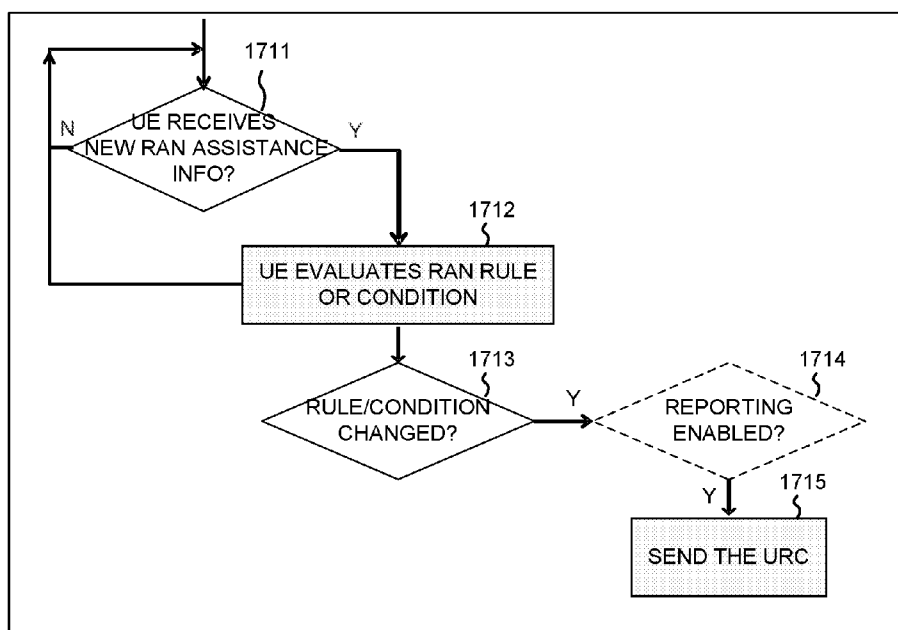 1711
UE RECEIVES
NEW RAN ASSISTANCE
INFO?
N
Y
1712
UE EVALUATES RAN RULE
OR CONDITION
1713
RULE/CONDITION
CHANGED?
Y
1714
REPORTING
ENABLED?
Y
1715
SEND THE URC